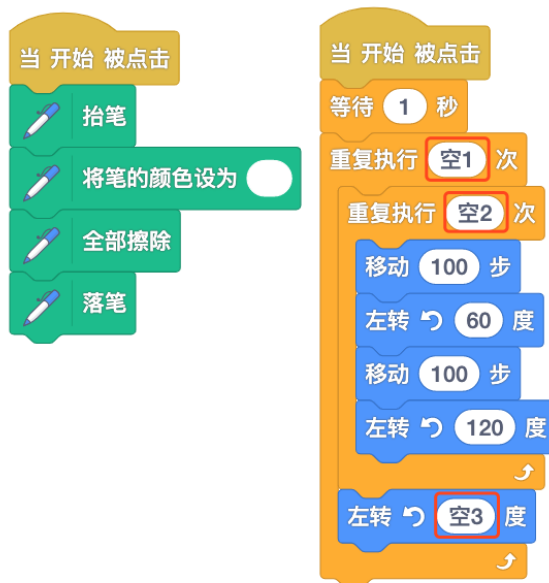 当 开始 被点击
抬笔
将笔的颜色设为
全部擦除
落笔
当 开始 被点击
等待 1 秒
重复执行 空1 次
重复执行 空2 次
移动 100 步
左转 60 度
移动 100 步
左转 120 度
左转 空3 度